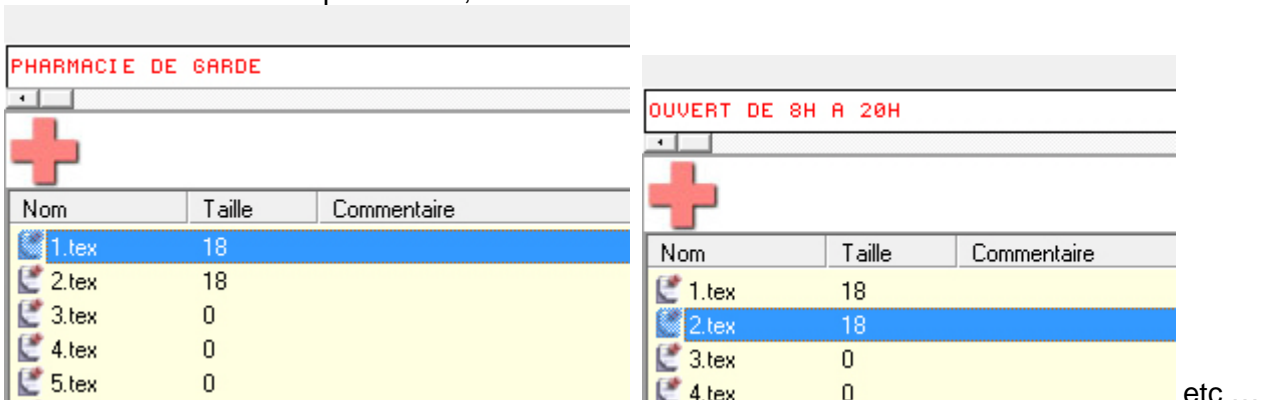 PHARMACIE DE GARDE
Nom Taille Commentaire
1.tex 18
2.tex 18
3.tex 0
4.tex 0
5.tex 0
OUVERT DE 8H A 20H
Nom Taille Commentaire
1.tex 18
2.tex 18
3.tex 0
4.tex 0
etc....